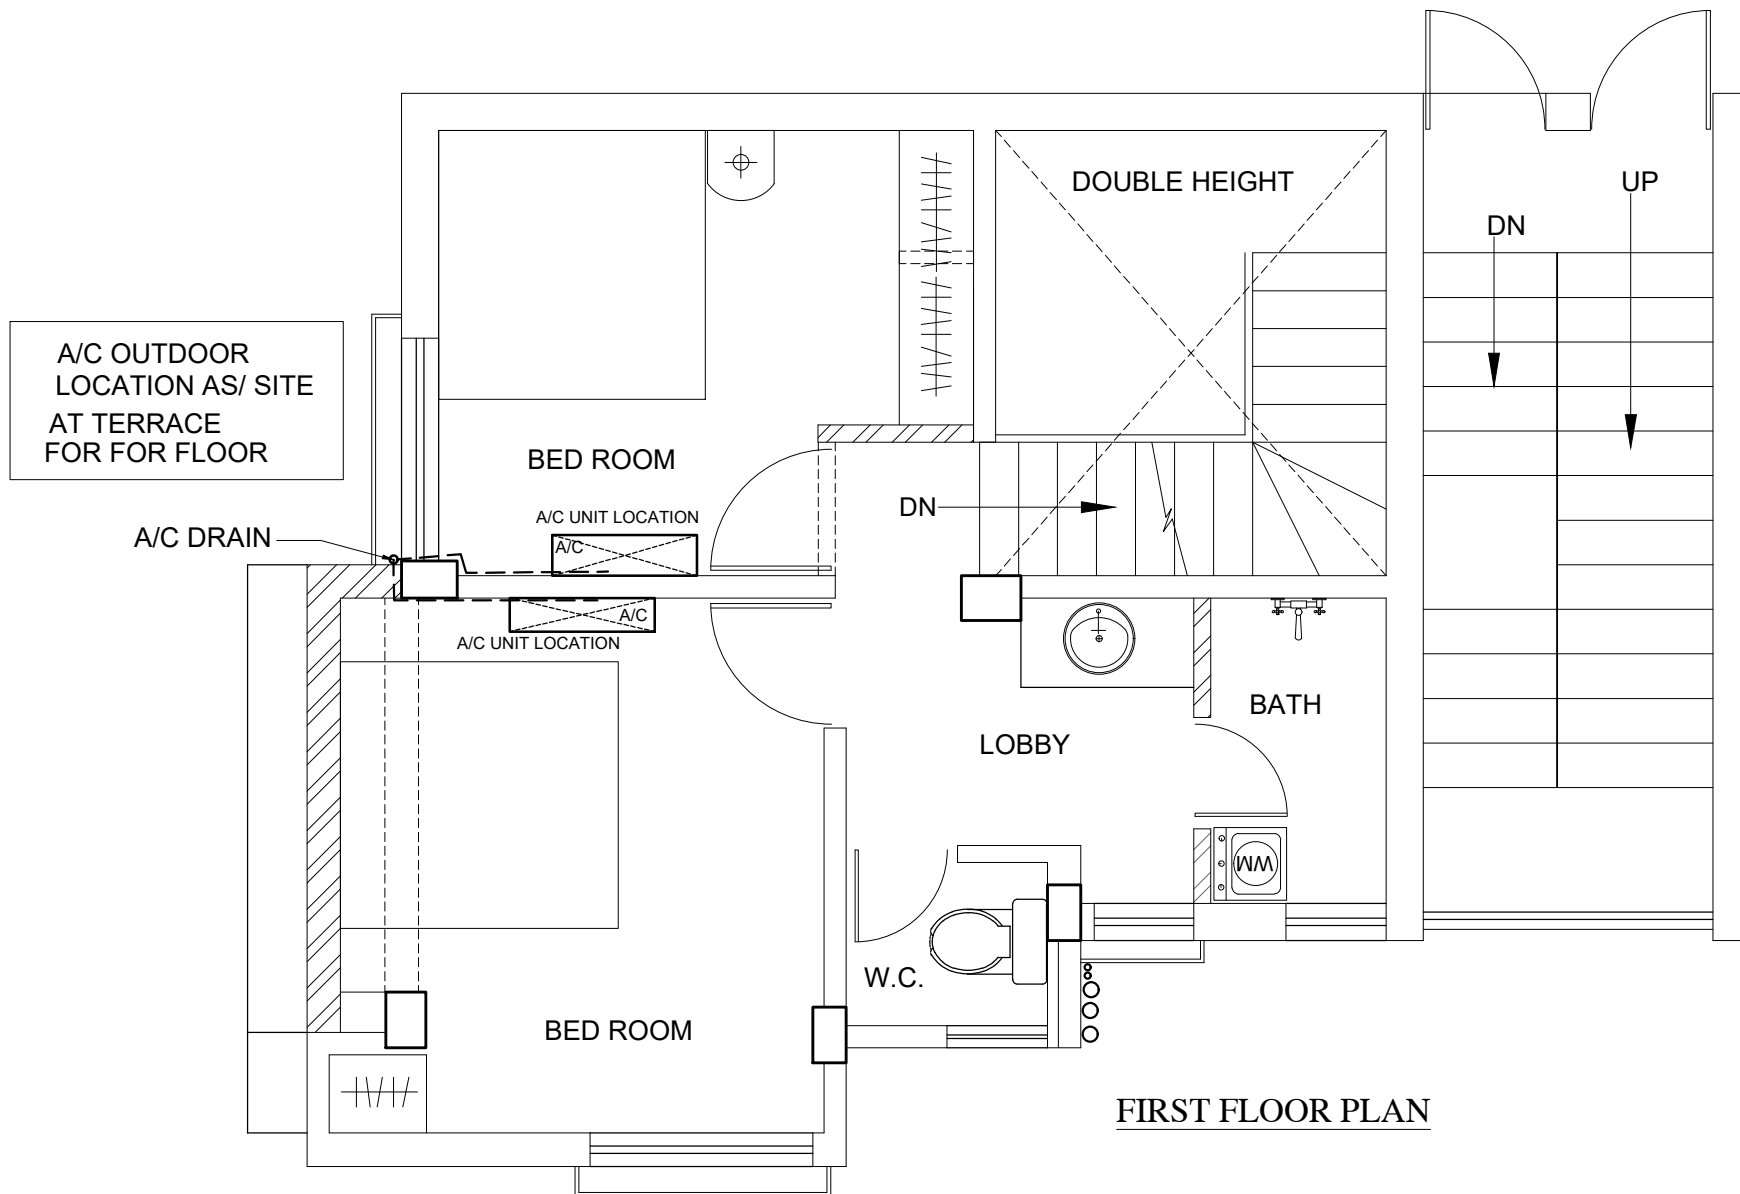 DOUBLE HEIGHT
UP
DN
A/C OUTDOOR
LOCATION AS/ SITE
AT TERRACE
FOR FOR FLOOR
BED ROOM
A/C UNIT LOCATION
A/C
DN
A/C DRAIN
A/C
A/C UNIT LOCATION
BATH
LOBBY
WM
W.C.
BED ROOM
FIRST FLOOR PLAN